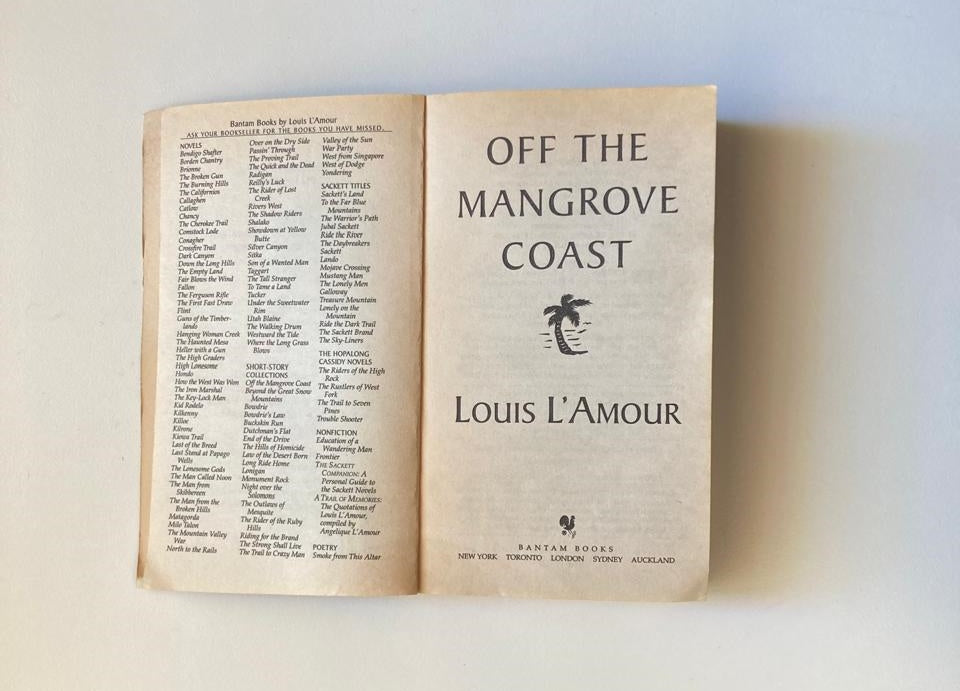 Bantam Books by Louis L'Amour
ASK YOUR BOOKSELLER FOR THE BOOKS YOU HAVE MISSED.
NOVELS
Bendigo Shafter
Borden Chantry
Brionne
The Broken Gun
The Burning Hills
The Californios
Callaghen
Catlow
Chancy
The Cherokee Trail
Comstock Lode
Conagher
Crossfire Trail
Dark Canyon
Down the Long Hills
The Empty Land
Fair Blows the Wind
Fallon
The Ferguson Rifle
The First Fast Draw
Flint
Guns of the Timber-
lands
Hanging Woman Creek
The Haunted Mesa
Heller with a Gun
The High Graders
High Lonesome
Hondo
How the West Was Won
The Iron Marshal
The Key-Lock Man
Kid Rodelo
Kilkenny
Killoe
Kilrone
Kiowa Trail
Last of the Breed
Last Stand at Papago
Wells
The Lonesome Gods
The Man Called Noon
The Man from
Skibbereen
The Man from the
Broken Hills
Matagorda
Milo Talon
The Mountain Valley
War
North to the Rails
Over on the Dry Side
Passin' Through
The Proving Trail
The Quick and the Dead
Radigan
Reilly's Luck
The Rider of Lost
Creek
Rivers West
The Shadow Riders
Shalako
Showdown at Yellow
Butte
Silver Canyon
Sitka
Son of a Wanted Man
Taggart
The Tall Stranger
To Tame a Land
Tucker
Under the Sweetwater
Rim
Utah Blaine
The Walking Drum
Westward the Tide
Where the Long Grass
Blows
SHORT-STORY
COLLECTIONS
Off the Mangrove Coast
Beyond the Great Snow
Mountains
Bowdrie
Bowdrie's Law
Buckskin Run
Dutchman's Flat
End of the Drive
The Hills of Homicide
Law of the Desert Born
Long Ride Home
Lonigan
Monument Rock
Night over the
Solomons
The Outlaws of
Mesquite
The Rider of the Ruby
Hills
Riding for the Brand
The Strong Shall Live
The Trail to Crazy Man
Valley of the Sun
War Party
West from Singapore
West of Dodge
Yondering
SACKETT TITLES
Sackett's Land
To the Far Blue
Mountains
The Warrior's Path
Jubal Sackett
Ride the River
The Daybreakers
Sackett
Lando
Mojave Crossing
Mustang Man
The Lonely Men
Galloway
Treasure Mountain
Lonely on the
Mountain
Ride the Dark Trail
The Sackett Brand
The Sky-Liners
THE HOPALONG
CASSIDY NOVELS
The Riders of the High
Rock
The Rustlers of West
Fork
The Trail to Seven
Pines
Trouble Shooter
NONFICTION
Education of a
Wandering Man
Frontier
THE SACKETT
COMPANION: A
Personal Guide to
the Sackett Novels
A TRAIL OF MEMORIES:
The Quotations of
Louis L'Amour,
compiled by
Angelique L'Amour
POETRY
Smoke from This Altar
OFF THE
MANGROVE
COAST
LOUIS L'AMOUR
BANTAM BOOKS
NEW YORK TORONTO LONDON SYDNEY AUCKLAND